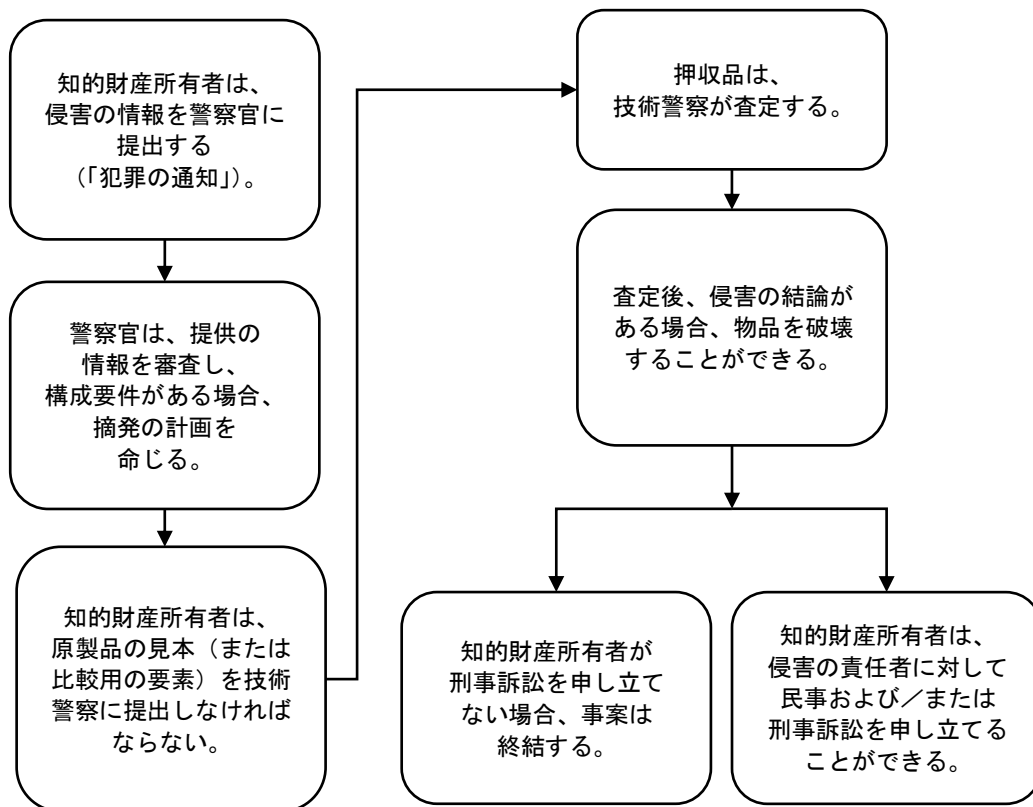 知的財産所有者は、
侵害の情報を警察官に
提出する
（「犯罪の通知」）。
警察官は、提供の
情報を審査し、
構成要件がある場合、
摘発の計画を
命じる。
知的財産所有者は、
原製品の見本（または
比較用の要素）を技術
警察に提出しなければ
ならない。
押収品は、
技術警察が査定する。
査定後、侵害の結論が
ある場合、物品を破壊
することができる。
知的財産所有者が
刑事訴訟を申し立て
ない場合、事案は
終結する。
知的財産所有者は、
侵害の責任者に対して
民事および／または
刑事訴訟を申し立てる
ことができる。